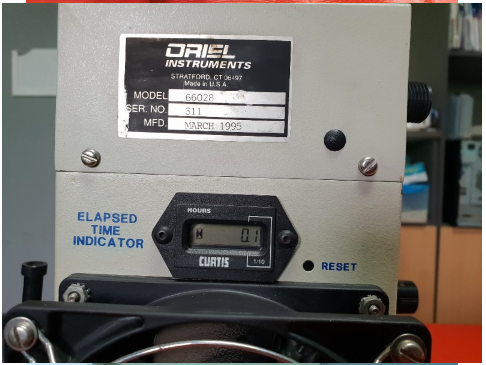 ORIEL
INSTRUMENTS
STRATFORD, CT 06497
Made in U.S.A.
MODEL 66028
SER. NO. 311
MFD. MARCH 1995
ELAPSED
TIME
INDICATOR
HOURS
0.1
CURTIS
1/10
RESET